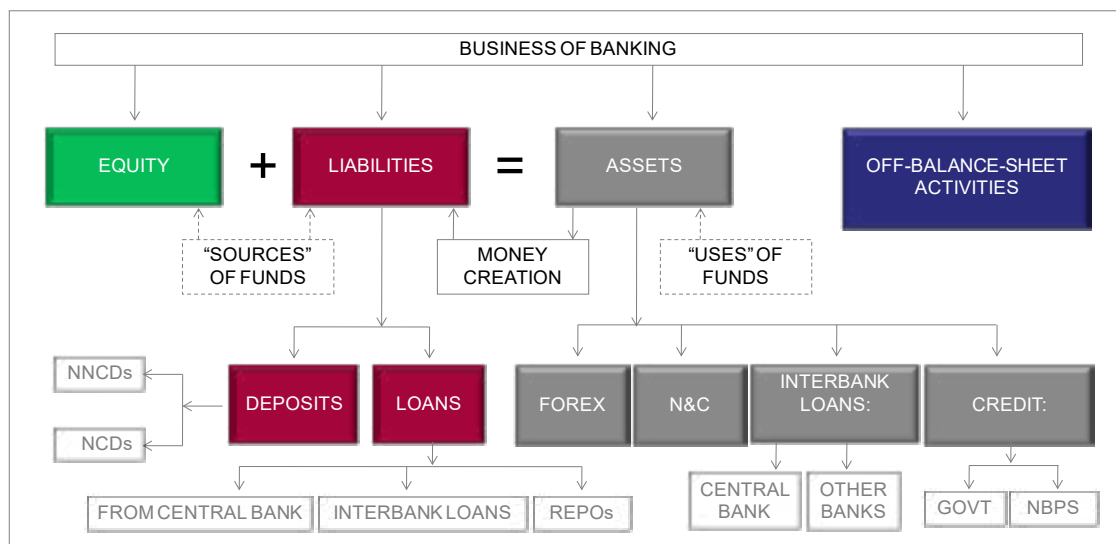 BUSINESS OF BANKING
EQUITY
+
LIABILITIES
=
ASSETS
OFF-BALANCE-SHEET
ACTIVITIES
“SOURCES”
OF FUNDS
MONEY
CREATION
“USES” OF
FUNDS
NNCDs
NCDs
DEPOSITS
LOANS
FOREX
N&C
INTERBANK
LOANS:
CREDIT:
FROM CENTRAL BANK
INTERBANK LOANS
REPOs
CENTRAL
BANK
OTHER
BANKS
GOVT
NBPS